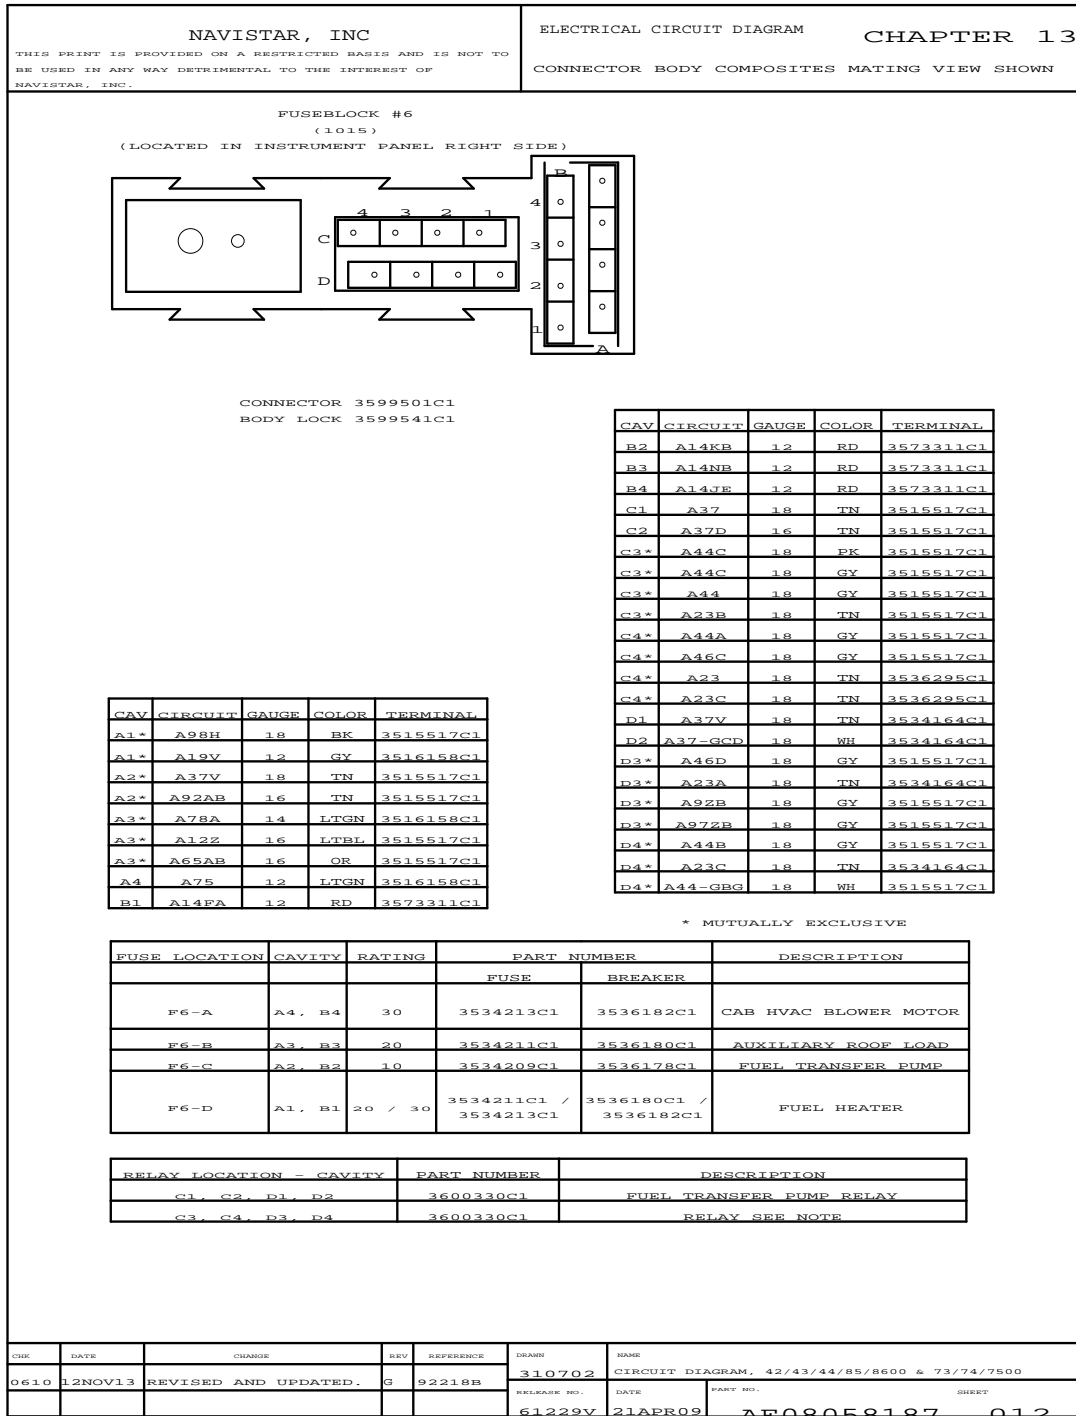 NAVISTAR, INC
THIS PRINT IS PROVIDED ON A RESTRICTED BASIS AND IS NOT TO
BE USED IN ANY WAY DETRIMENTAL TO THE INTEREST OF
NAVISTAR, INC.
ELECTRICAL CIRCUIT DIAGRAM CHAPTER 13
CONNECTOR BODY COMPOSITES MATING VIEW SHOWN
FUSEBLOCK #6
(1015)
(LOCATED IN INSTRUMENT PANEL RIGHT SIDE)
B
4 3 2 1
C
D
4
3
2
1
A
CONNECTOR 3599501C1
BODY LOCK 3599541C1
CAV CIRCUIT GAUGE COLOR TERMINAL
B2 A14KB 12 RD 3573311C1
B3 A14NB 12 RD 3573311C1
B4 A14JE 12 RD 3573311C1
C1 A37 18 TN 3515517C1
C2 A37D 16 TN 3515517C1
C3* A44C 18 PK 3515517C1
C3* A44C 18 GY 3515517C1
C3* A44 18 GY 3515517C1
C3* A23B 18 TN 3515517C1
C4* A44A 18 GY 3515517C1
C4* A46C 18 GY 3515517C1
C4* A23 18 TN 3536295C1
C4* A23C 18 TN 3536295C1
D1 A37V 18 TN 3534164C1
D2 A37-GCD 18 WH 3534164C1
D3* A46D 18 GY 3515517C1
D3* A23A 18 TN 3534164C1
D3* A9ZB 18 GY 3515517C1
D3* A97ZB 18 GY 3515517C1
D4* A44B 18 GY 3515517C1
D4* A23C 18 TN 3534164C1
D4* A44-GBG 18 WH 3515517C1
CAV CIRCUIT GAUGE COLOR TERMINAL
A1* A98H 18 BK 3515517C1
A1* A19V 12 GY 3516158C1
A2* A37V 18 TN 3515517C1
A2* A92AB 16 TN 3515517C1
A3* A78A 14 LTGN 3516158C1
A3* A12Z 16 LTBL 3515517C1
A3* A65AB 16 OR 3515517C1
A4 A75 12 LTGN 3516158C1
B1 A14FA 12 RD 3573311C1
* MUTUALLY EXCLUSIVE
FUSE LOCATION CAVITY RATING PART NUMBER DESCRIPTION
FUSE BREAKER
F6-A A4, B4 30 3534213C1 3536182C1 CAB HVAC BLOWER MOTOR
F6-B A3, B3 20 3534211C1 3536180C1 AUXILIARY ROOF LOAD
F6-C A2, B2 10 3534209C1 3536178C1 FUEL TRANSFER PUMP
F6-D A1, B1 20 / 30 3534211C1 / 3534213C1 3536180C1 / 3536182C1 FUEL HEATER
RELAY LOCATION - CAVITY PART NUMBER DESCRIPTION
C1, C2, D1, D2 3600330C1 FUEL TRANSFER PUMP RELAY
C3, C4, D3, D4 3600330C1 RELAY SEE NOTE
CHK DATE CHANGE REV REFERENCE
0610 12NOV13 REVISED AND UPDATED. G 92218B
DRAWN
310702
NAME
CIRCUIT DIAGRAM, 42/43/44/85/8600 & 73/74/7500
RELEASE NO.
61229V
DATE
21APR09
PART NO. SHEET
AE08058187 012